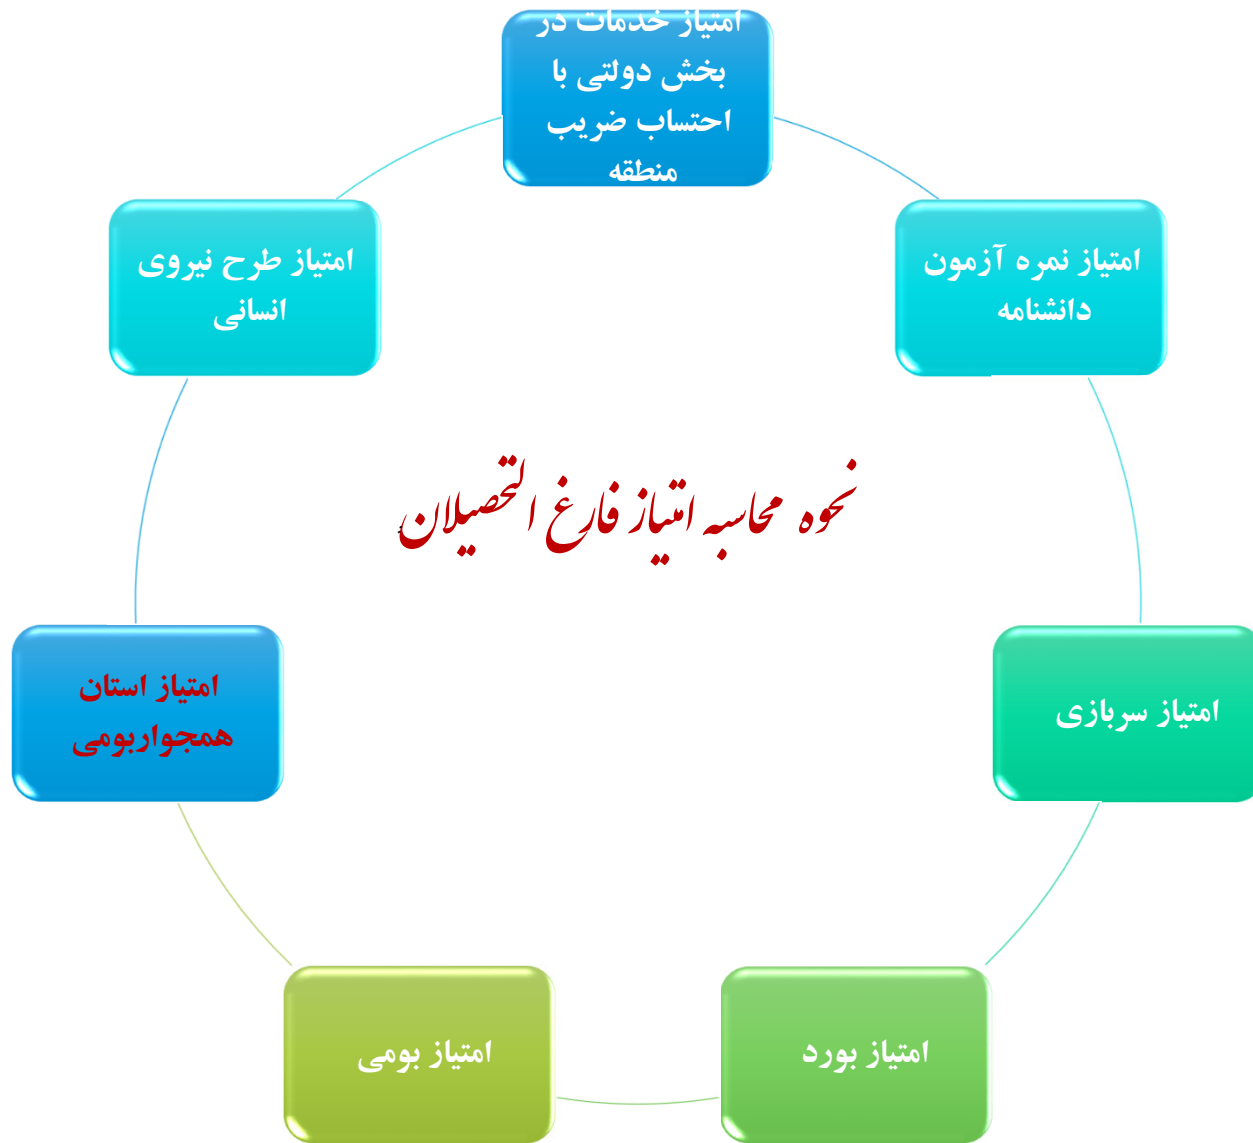 امتیاز خدمات در
بخش دولتی با
احتساب ضریب
منطقه
امتیاز نمره آزمون
دانشنامه
امتیاز سربازی
امتیاز بورد
امتیاز بومی
امتیاز استان
همجواربومی
امتیاز طرح نیروی
انسانی
نحوه محاسبه امتیاز فارغ التحصیلان